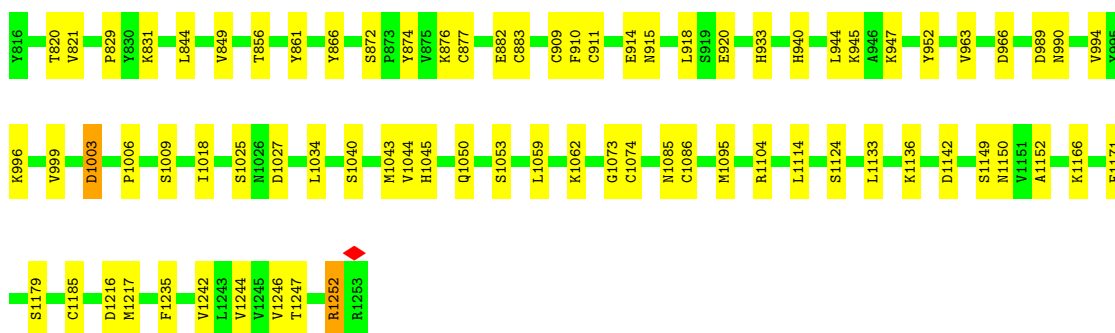 Y816 T820 V821 P829 Y830 K831 L844 V849 T856 Y861 Y866 S872 P873 Y874 V875 K876 C877 E882 C883 C909 F910 C911 E914 N915 L918 S919 E920 H933 H940 L944 K945 A946 K947 Y952 V963 D966 D989 N990 V994 Y995
K996 V999 D1003 P1006 S1009 I1018 S1025 N1026 D1027 L1034 S1040 M1043 V1044 H1045 Q1050 S1053 L1059 K1062 G1073 C1074 N1085 C1086 M1095 R1104 L1114 S1124 L1133 K1136 D1142 S1149 N1150 V1151 A1152 K1166
S1179 C1185 D1216 M1217 F1235 V1242 L1243 V1244 V1245 V1246 T1247 R1252 R1253